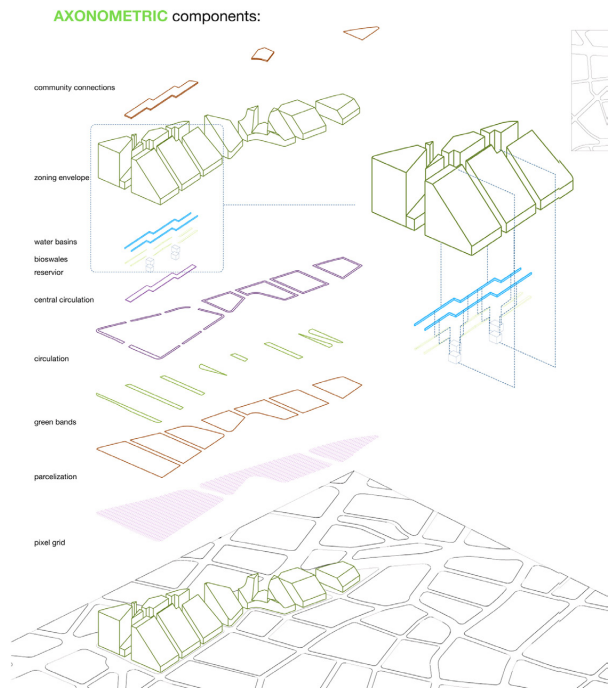 AXONOMETRIC components:
community connections
zoning envelope
water basins
bioswales
reservior
central circulation
circulation
green bands
parcelization
pixel grid